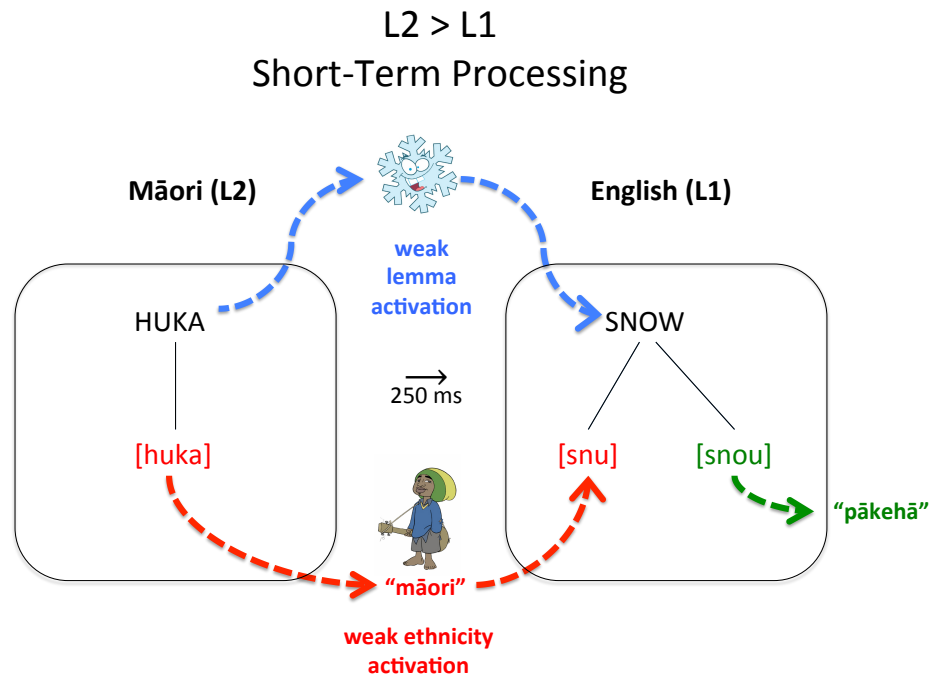 L2 > L1
Short-Term Processing
Māori (L2)
English (L1)
weak
lemma
activation
HUKA
SNOW
250 ms
[huka]
[snu]
[snou]
“pākehā”
“māori”
weak ethnicity
activation